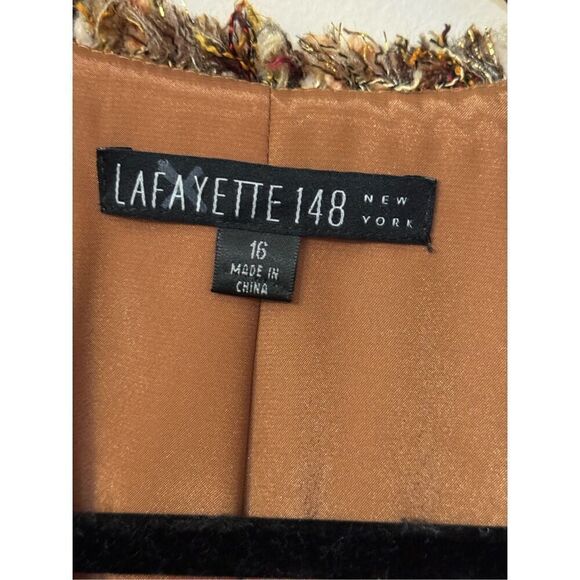 LAFAYETTE 148 NEW YORK
16
MADE IN
CHINA